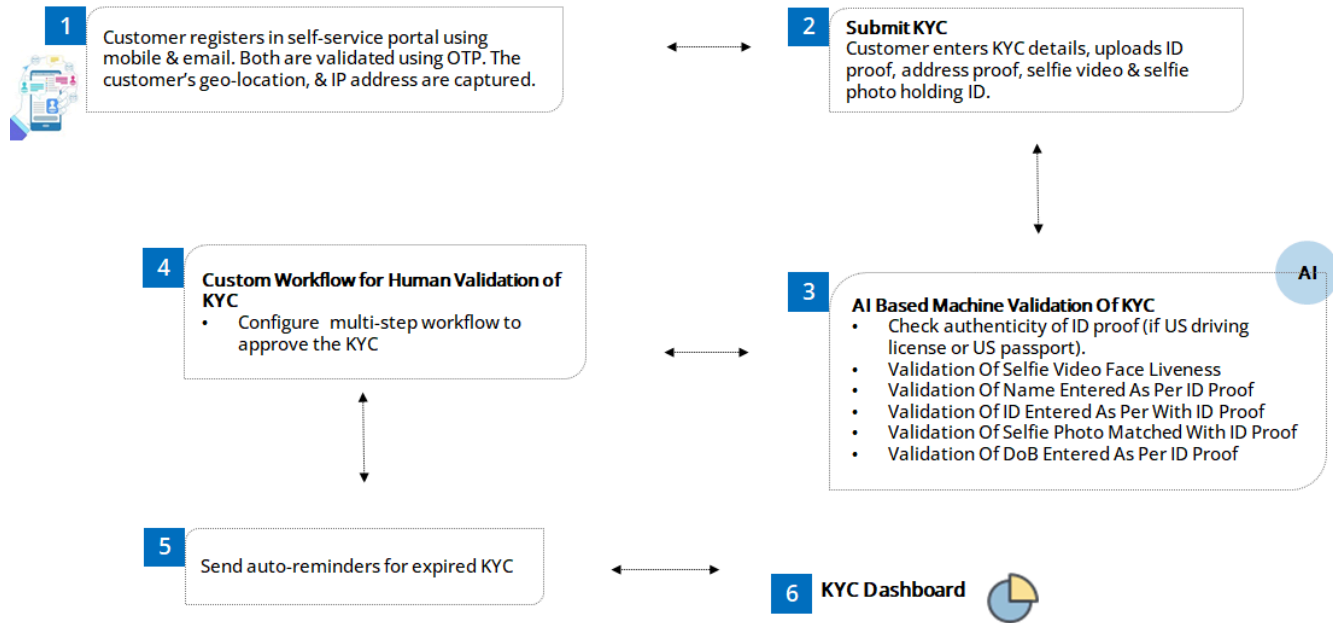 1
Customer registers in self-service portal using
mobile & email. Both are validated using OTP. The
customer's geo-location, & IP address are captured.
2
Submit KYC
Customer enters KYC details, uploads ID
proof, address proof, selfie video & selfie
photo holding ID.
AI
3
AI Based Machine Validation Of KYC
• Check authenticity of ID proof (if US driving
license or US passport).
• Validation Of Selfie Video Face Liveness
• Validation Of Name Entered As Per ID Proof
• Validation Of ID Entered As Per With ID Proof
• Validation Of Selfie Photo Matched With ID Proof
• Validation Of DoB Entered As Per ID Proof
4
Custom Workflow for Human Validation of
KYC
• Configure multi-step workflow to
approve the KYC
5
Send auto-reminders for expired KYC
6
KYC Dashboard